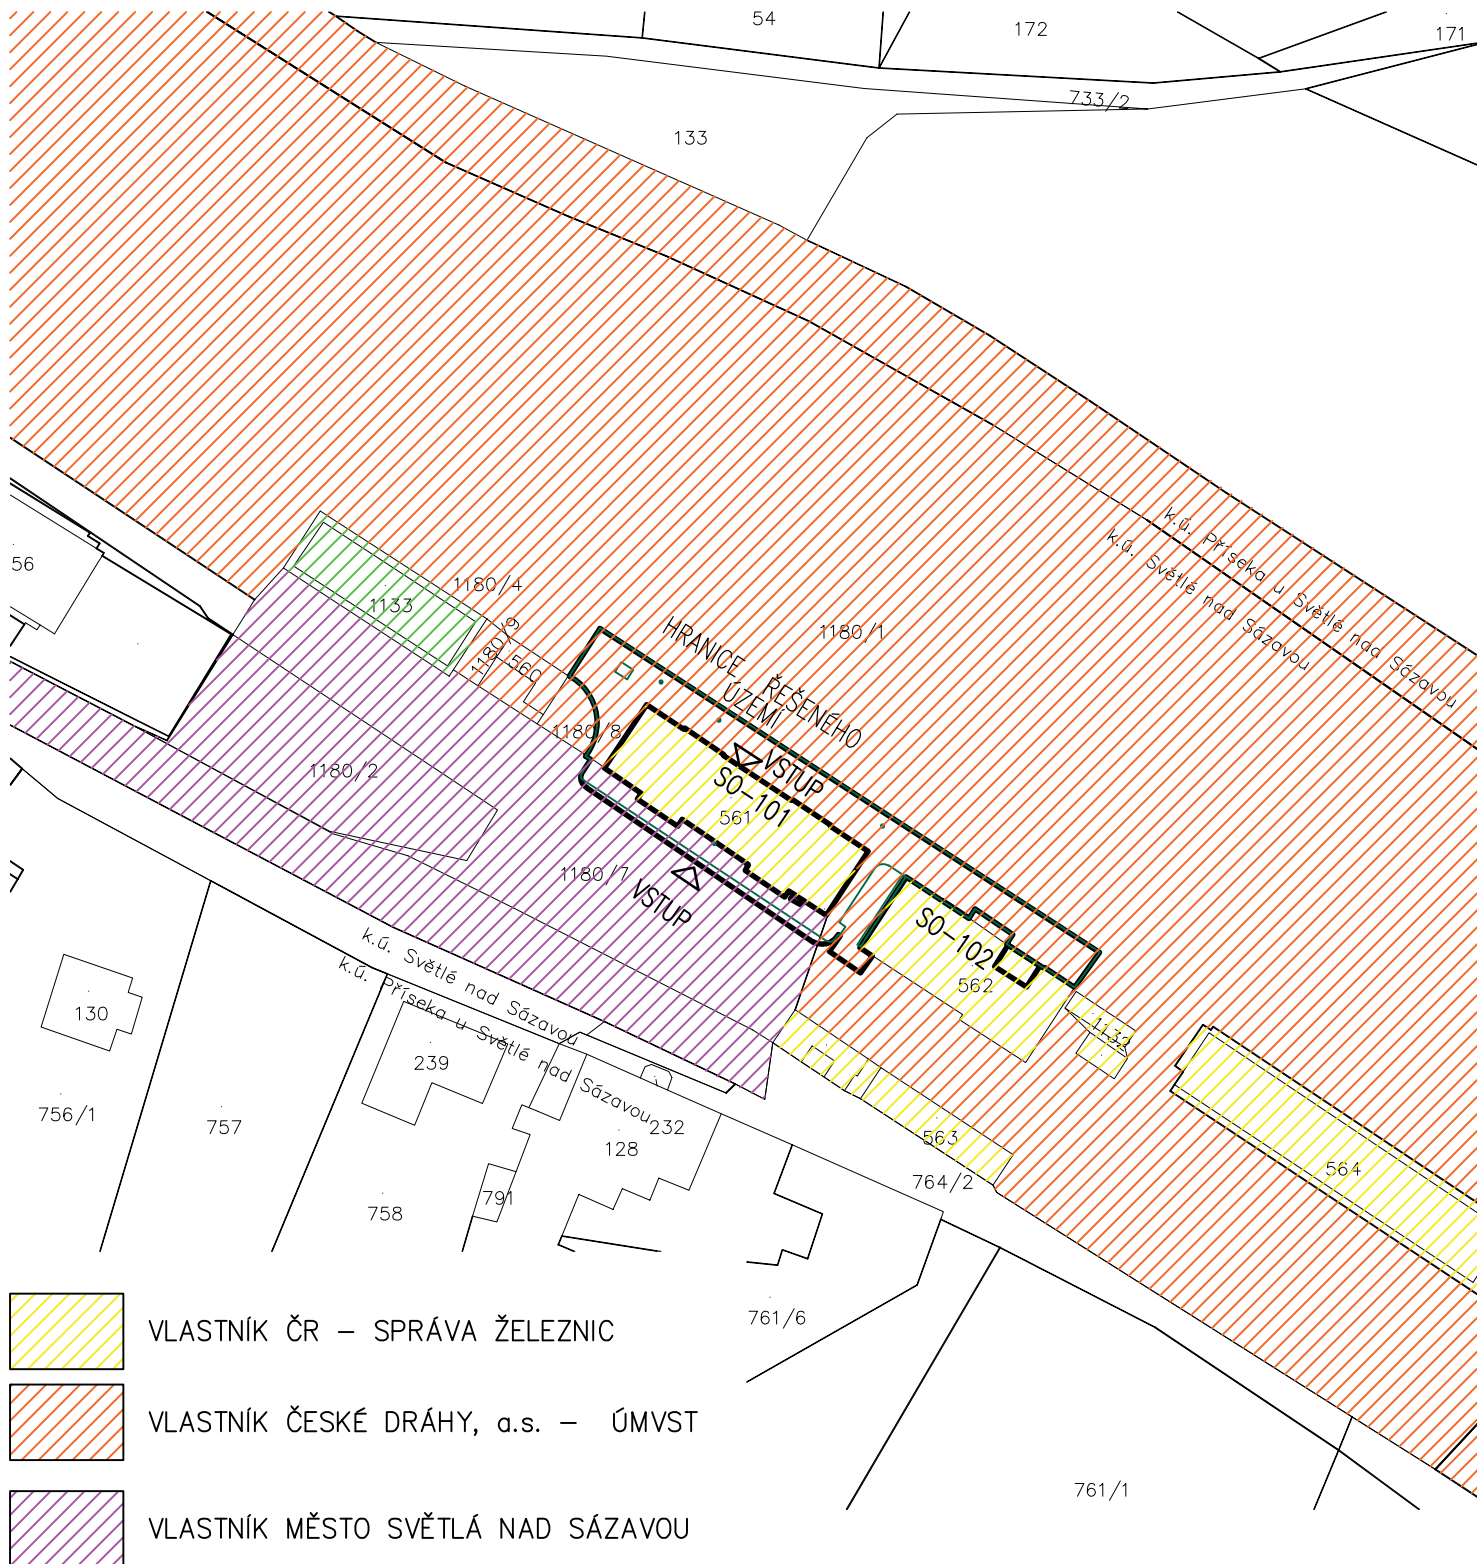 54
172
171
733/2
133
k.ú. Příseka u Světlé nad Sázavou
k.ú. Světlé nad Sázavou
56
1180/4
1133
1180/9
560
1180/1
HRANICE ŘEŠENÉHO
ÚZEMÍ
1180/8
VSTUP
SO-101
561
1180/2
1180/7
VSTUP
SO-102
562
1132
k.ú. Světlé nad Sázavou
k.ú. Příseka u Světlé nad Sázavou
130
239
756/1
757
232
128
563
764/2
564
791
758
761/6
761/1
VLASTNÍK ČR – SPRÁVA ŽELEZNIC
VLASTNÍK ČESKÉ DRÁHY, a.s. – ÚMVST
VLASTNÍK MĚSTO SVĚTLÁ NAD SÁZAVOU